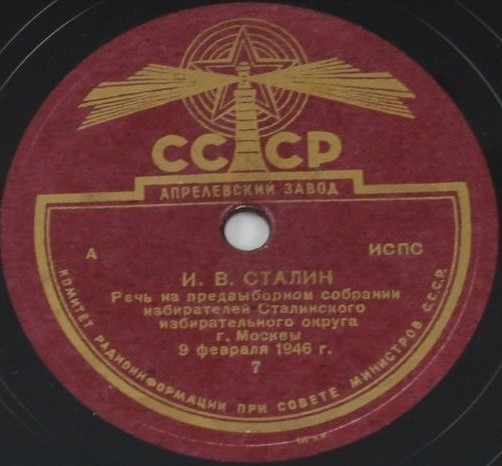 СССР
АПРЕЛЕВСКИЙ ЗАВОД
А ИСПС
И. В. СТАЛИН
Речь на предвыборном собрании
избирателей Сталинского
избирательного округа
г. Москвы
9 февраля 1946 г.
7
КОМИТЕТ РАДИОИНФОРМАЦИИ ПРИ СОВЕТЕ МИНИСТРОВ С.С.С.Р.